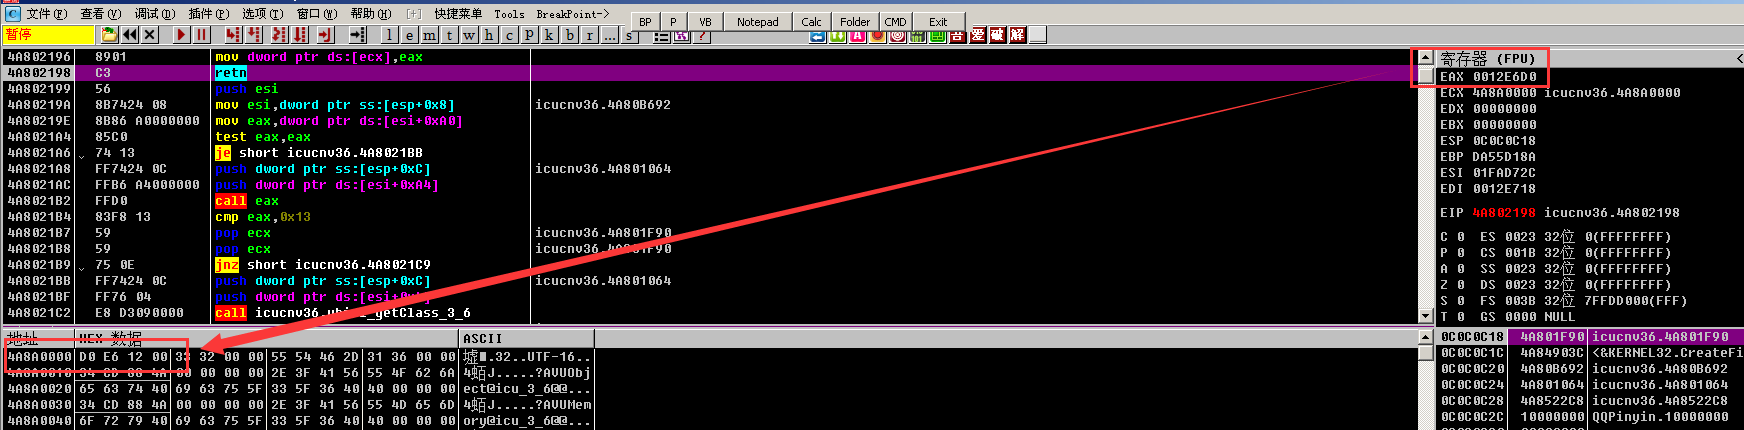 文件(F) 查看(V) 调试(D) 插件(P) 选项(T) 窗口(W) 帮助(H) [+] 快捷菜单 Tools BreakPoint->
BP P VB Notepad Calc Folder CMD Exit
暂停 l e m t w h c P k b r ... s ? 吾 爱 破 解
4A802196 8901 mov dword ptr ds:[ecx],eax
4A802198 C3 retn
4A802199 56 push esi
4A80219A 8B7424 08 mov esi,dword ptr ss:[esp+0x8] icucnv36.4A80B692
4A80219E 8B86 A0000000 mov eax,dword ptr ds:[esi+0xA0]
4A8021A4 85C0 test eax,eax
4A8021A6 74 13 je short icucnv36.4A8021BB
4A8021A8 FF7424 0C push dword ptr ss:[esp+0xC] icucnv36.4A801064
4A8021AC FFB6 A4000000 push dword ptr ds:[esi+0xA4]
4A8021B2 FFD0 call eax
4A8021B4 83F8 13 cmp eax,0x13
4A8021B7 59 pop ecx icucnv36.4A801F90
4A8021B8 59 pop ecx icucnv36.4A801F90
4A8021B9 75 0E jnz short icucnv36.4A8021C9
4A8021BB FF7424 0C push dword ptr ss:[esp+0xC] icucnv36.4A801064
4A8021BF FF76 04 push dword ptr ds:[esi+
4A8021C2 E8 D3090000 call icucnv36. _getClass_3_6
寄存器 (FPU) <
EAX 0012E6D0
ECX 4A8A0000 icucnv36.4A8A0000
EDX 00000000
EBX 00000000
ESP 0C0C0C18
EBP DA55D18A
ESI 01FAD72C
EDI 0012E718
EIP 4A802198 icucnv36.4A802198
C 0 ES 0023 32位 0(FFFFFFFF)
P 0 CS 001B 32位 0(FFFFFFFF)
A 0 SS 0023 32位 0(FFFFFFFF)
Z 0 DS 0023 32位 0(FFFFFFFF)
S 0 FS 003B 32位 7FFDD000(FFF)
T 0 GS 0000 NULL
地址 HEX 数据 ASCII
4A8A0000 D0 E6 12 00 33 32 00 00 55 54 46 2D 31 36 00 00 .32..UTF-16..
4A8A0010 34 CD 88 4A 00 00 00 00 2E 3F 41 56 55 4F 62 6A 4蛨J.....?AVUObj
4A8A0020 65 63 74 40 69 63 75 5F 33 5F 36 40 40 00 00 00 ect@icu_3_6@@...
4A8A0030 34 CD 88 4A 00 00 00 00 2E 3F 41 56 55 4D 65 6D 4蛨J.....?AVUMem
4A8A0040 6F 72 79 40 69 63 75 5F 33 5F 36 40 40 00 00 00 ory@icu_3_6@@...
0C0C0C18 4A801F90 icucnv36.4A801F90
0C0C0C1C 4A84903C <&KERNEL32.CreateFi
0C0C0C20 4A80B692 icucnv36.4A80B692
0C0C0C24 4A801064 icucnv36.4A801064
0C0C0C28 4A8522C8 icucnv36.4A8522C8
0C0C0C2C 10000000 QQPinyin.10000000